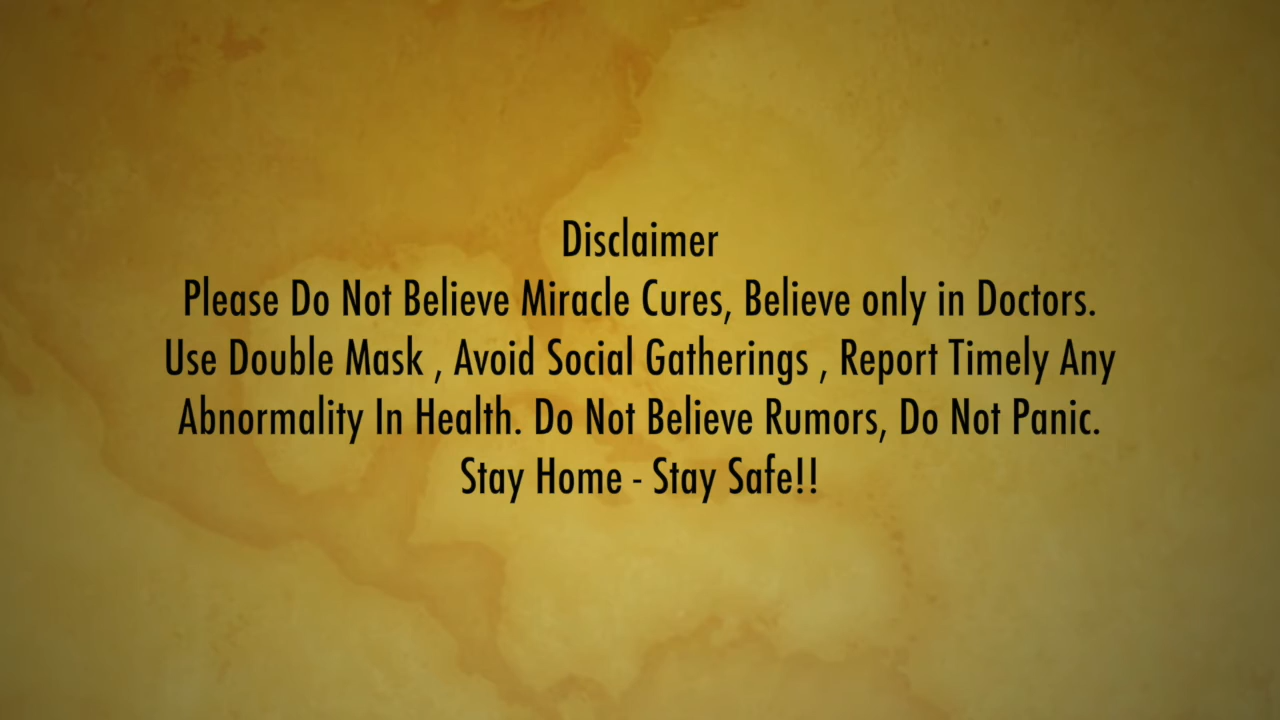 Disclaimer
Please Do Not Believe Miracle Cures, Believe only in Doctors.
Use Double Mask , Avoid Social Gatherings , Report Timely Any
Abnormality In Health. Do Not Believe Rumors, Do Not Panic.
Stay Home - Stay Safe!!